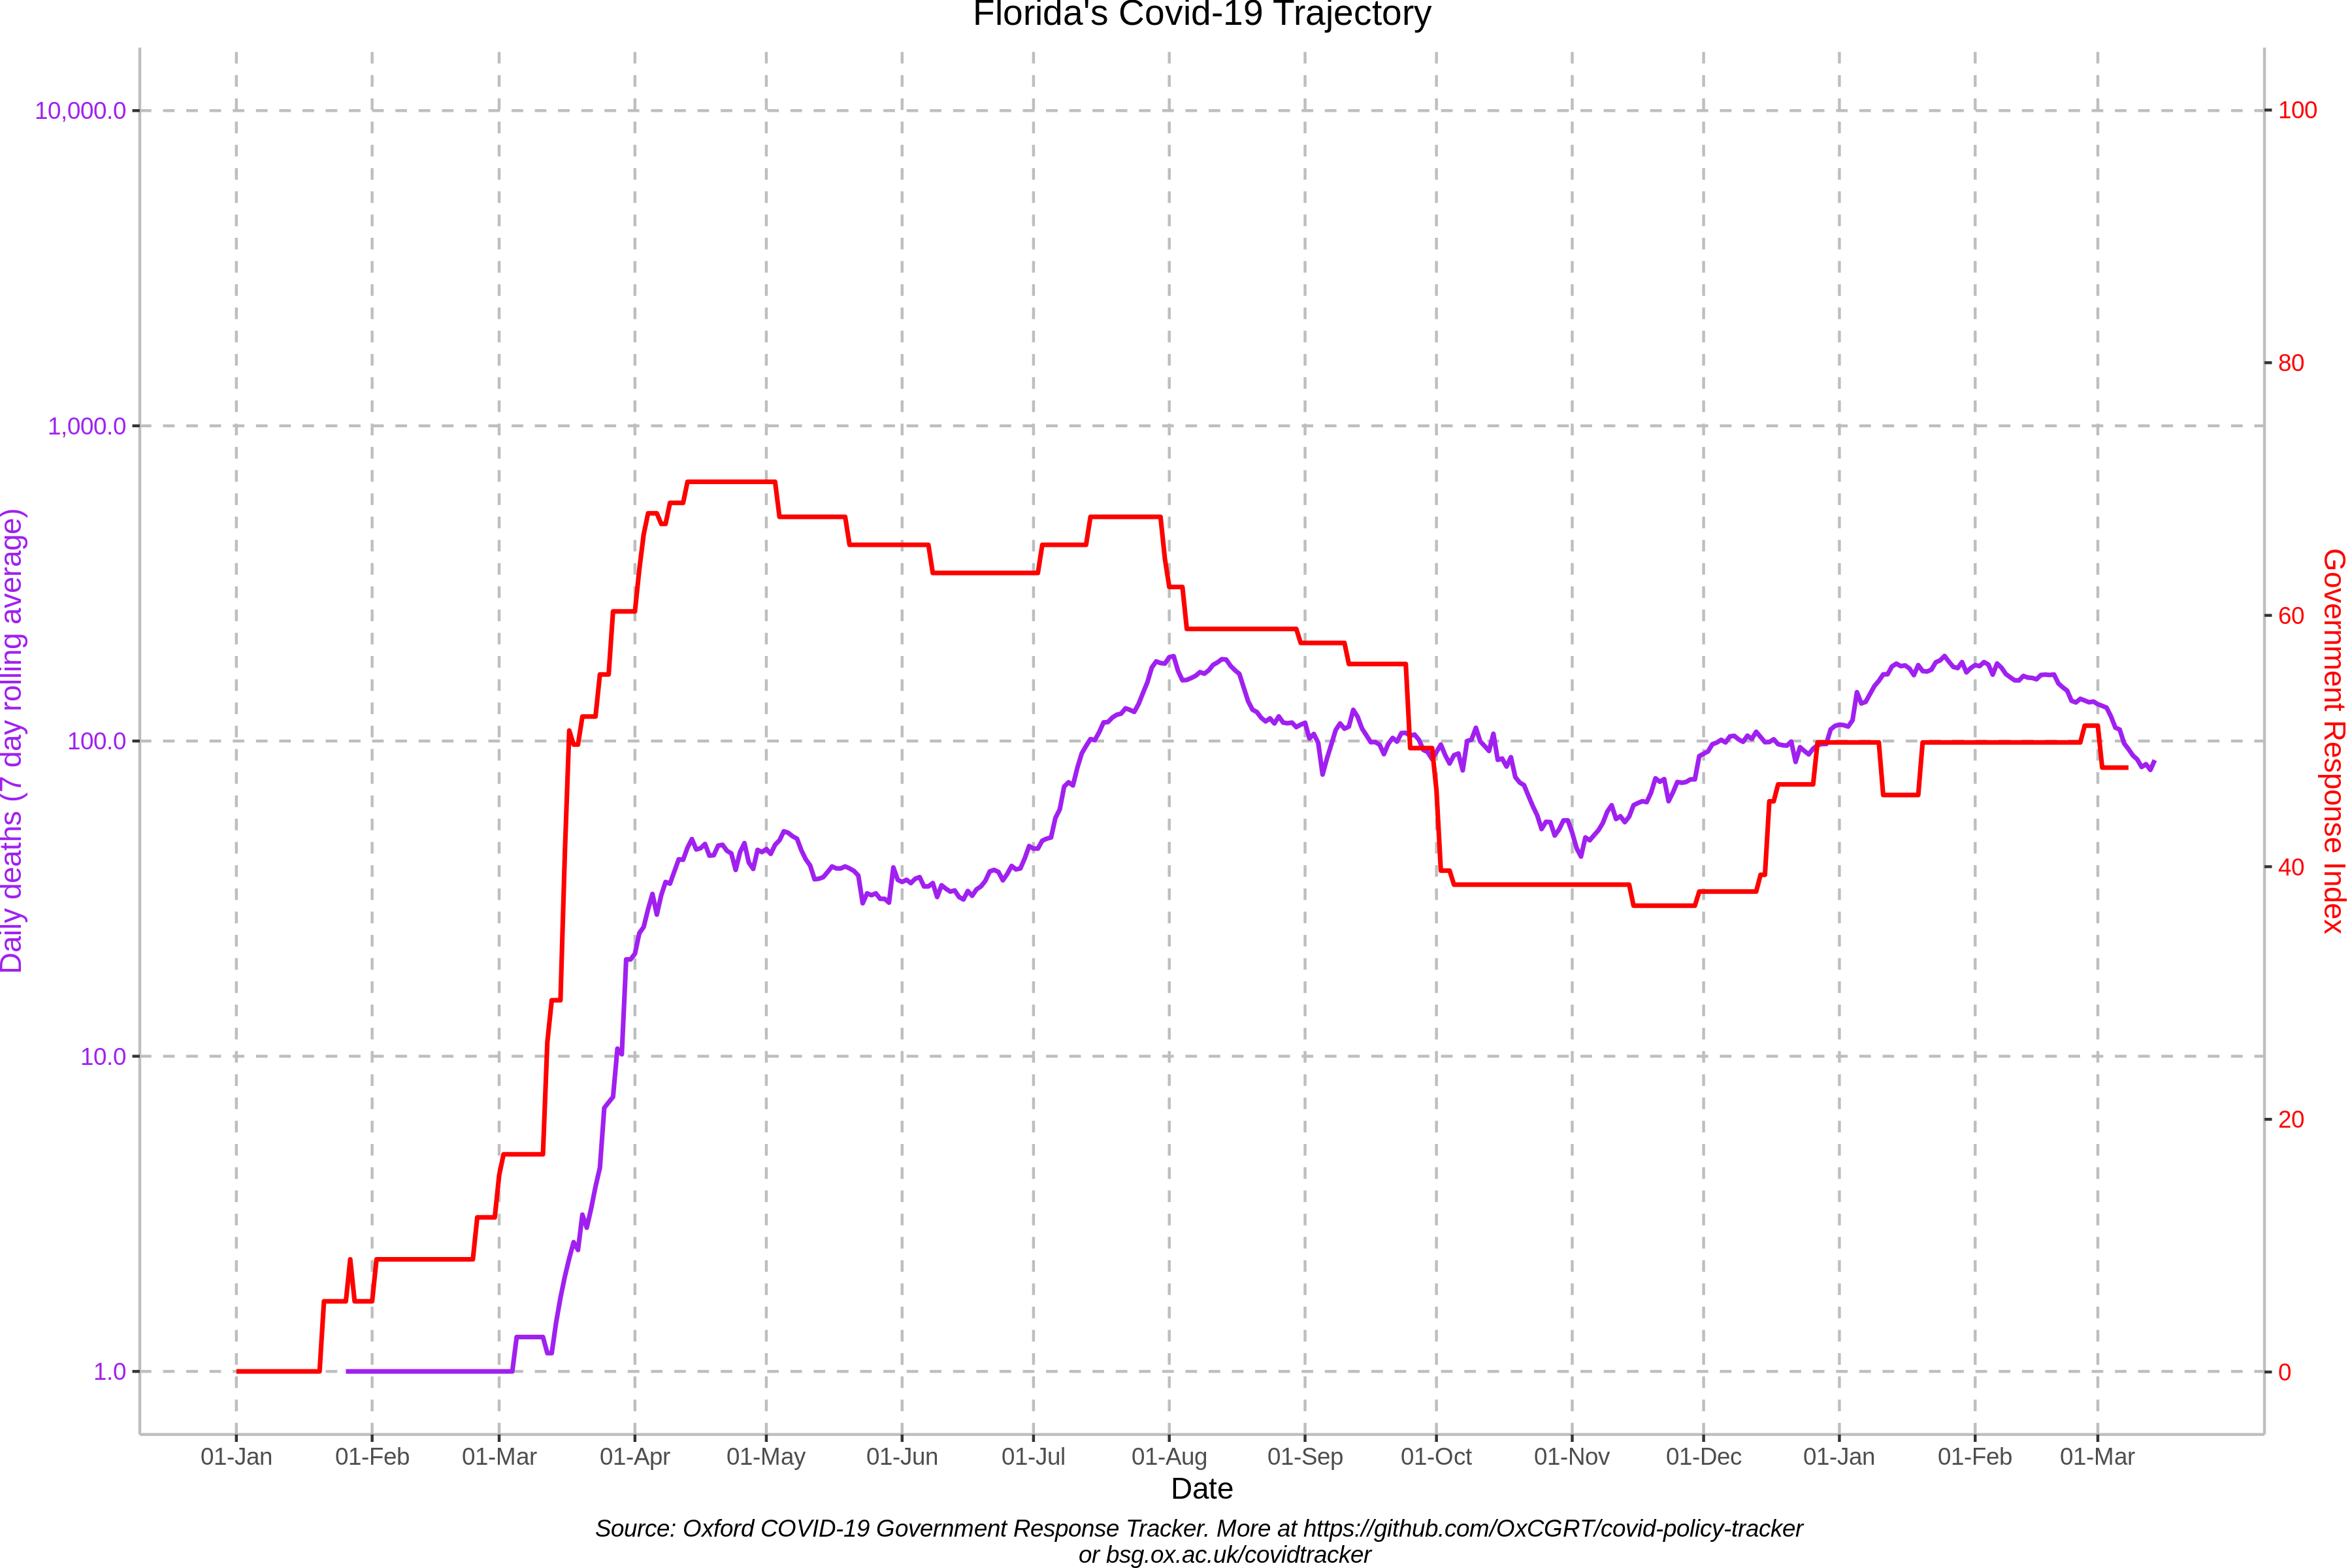 Florida's Covid-19 Trajectory
10,000.0
1,000.0
100.0
10.0
1.0
Daily deaths (7 day rolling average)
100
80
60
40
20
0
Government Response Index
01-Jan 01-Feb 01-Mar 01-Apr 01-May 01-Jun 01-Jul 01-Aug 01-Sep 01-Oct 01-Nov 01-Dec 01-Jan 01-Feb 01-Mar
Date
Source: Oxford COVID-19 Government Response Tracker. More at https://github.com/OxCGRT/covid-policy-tracker
or bsg.ox.ac.uk/covidtracker